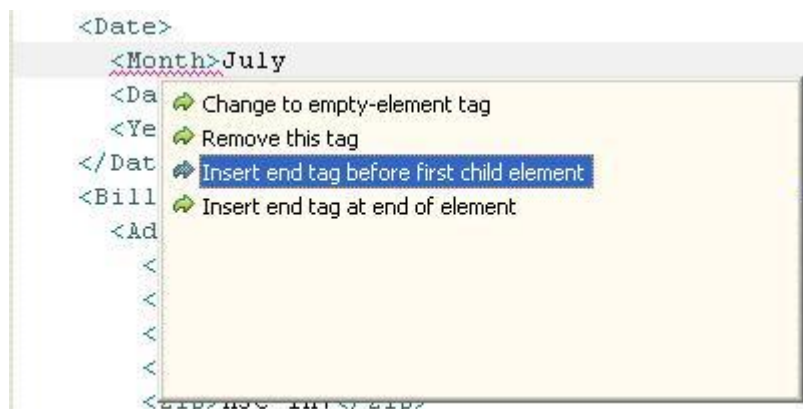 <Date>
<Month>July
<Da
Change to empty-element tag
<Ye
Remove this tag
</Dat
Insert end tag before first child element
<Bill
Insert end tag at end of element
<Ad
<
<
<
<